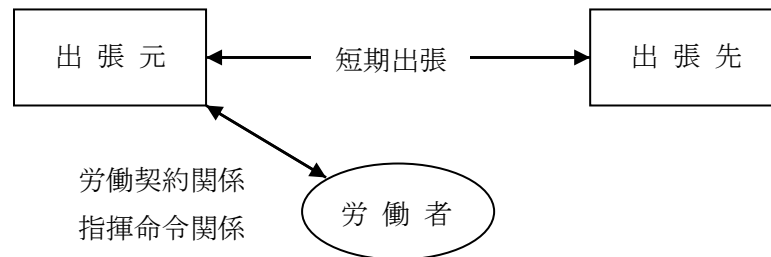 出張元
短期出張
出張先
労働契約関係
指揮命令関係
労働者